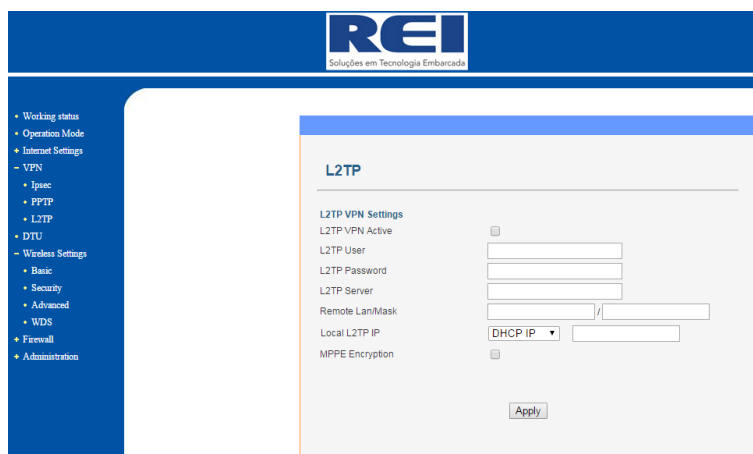 REI
Soluções em Tecnologia Embarcada
Working status
Operation Mode
Internet Settings
VPN
Ipsec
PPTP
L2TP
DTU
Wireless Settings
Basic
Security
Advanced
WDS
Firewall
Administration
L2TP
L2TP VPN Settings
L2TP VPN Active
L2TP User
L2TP Password
L2TP Server
Remote Lan/Mask /
Local L2TP IP DHCP IP
MPPE Encryption
Apply